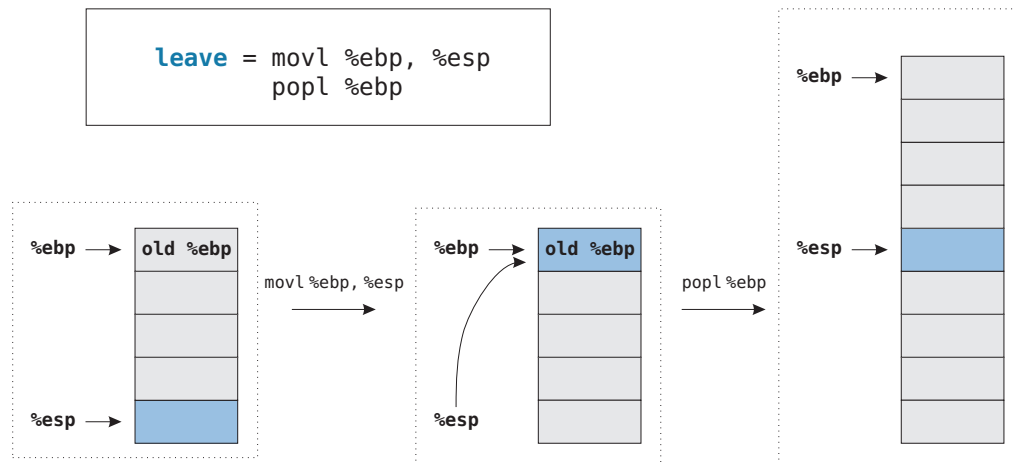 leave = movl %ebp, %esp
popl %ebp
%ebp
old %ebp
%esp
movl %ebp, %esp
%ebp
old %ebp
%esp
popl %ebp
%ebp
%esp